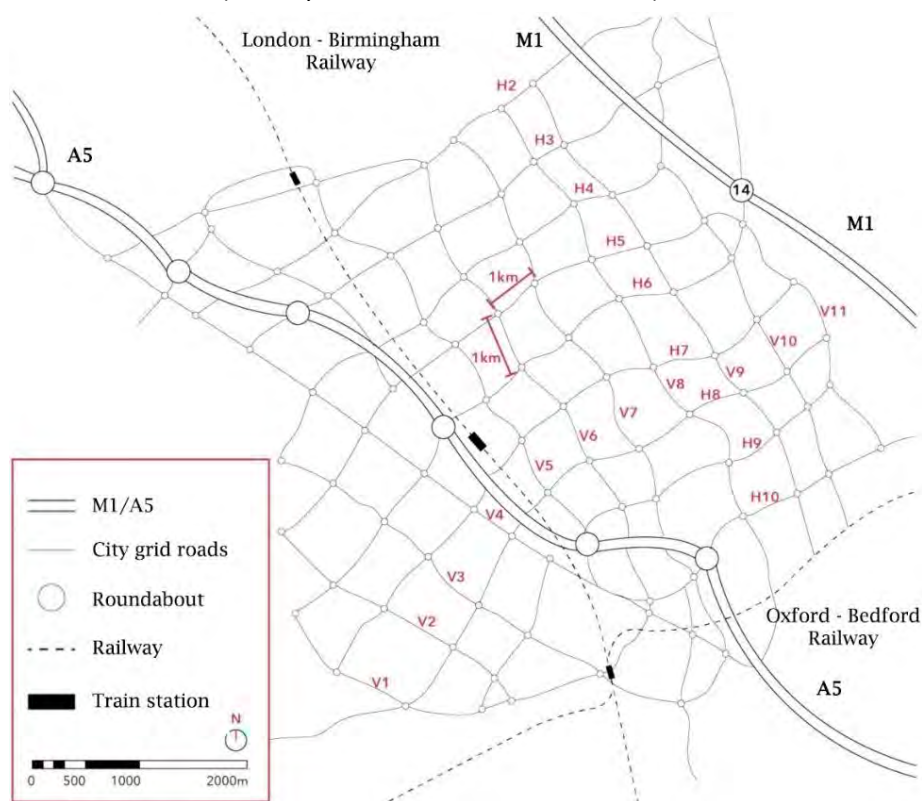 London - Birmingham
Railway
M1
H2
A5
H3
H4
14
M1
H5
1km
H6
V11
1km
V10
H7
V9
V8
H8
V7
V6
H9
V5
H10
V4
M1/A5
City grid roads
V3
Roundabout
V2
Oxford - Bedford
Railway
Railway
V1
Train station
A5
N
0 500 1000 2000m